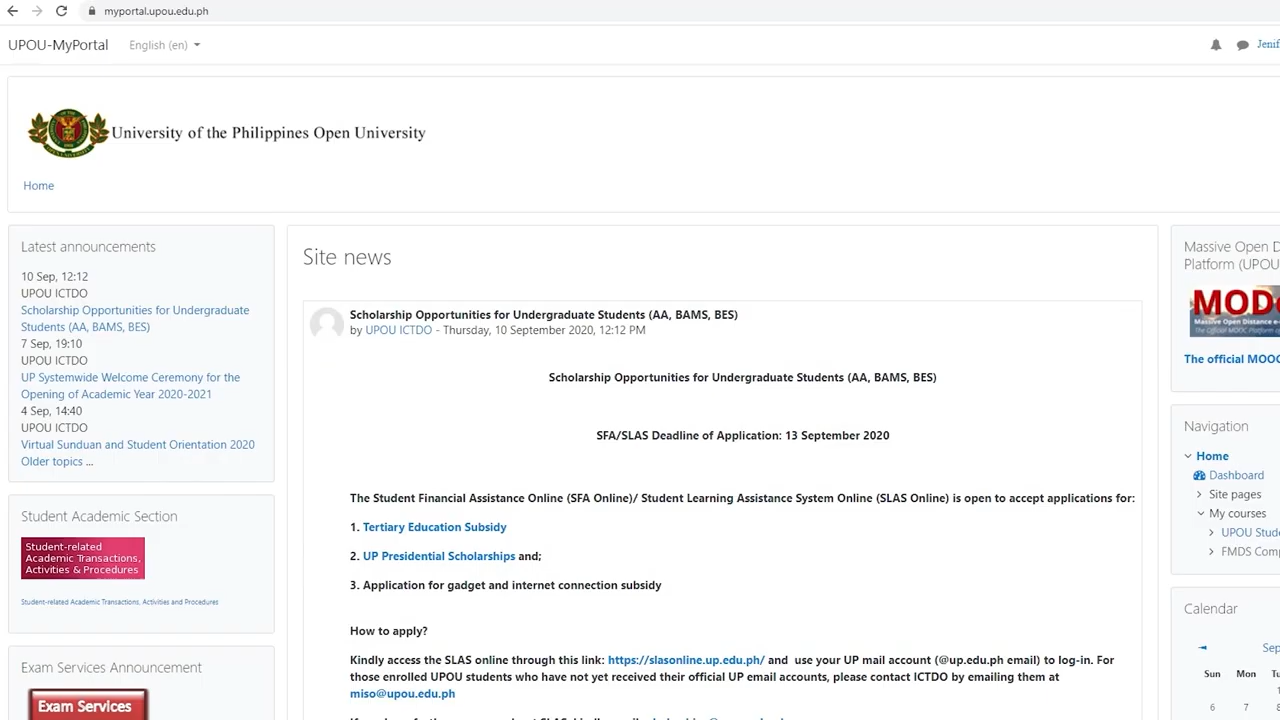 myportal.upou.edu.ph
UPOU-MyPortal English (en)
Jenif
University of the Philippines Open University
Home
Latest announcements
10 Sep, 12:12
UPOU ICTDO
Scholarship Opportunities for Undergraduate
Students (AA, BAMS, BES)
7 Sep, 19:10
UPOU ICTDO
UP Systemwide Welcome Ceremony for the
Opening of Academic Year 2020-2021
4 Sep, 14:40
UPOU ICTDO
Virtual Sunduan and Student Orientation 2020
Older topics ...
Student Academic Section
Student-related
Academic Transactions,
Activities & Procedures
Student-related Academic Transactions, Activities and Procedures
Exam Services Announcement
Exam Services
Site news
Scholarship Opportunities for Undergraduate Students (AA, BAMS, BES)
by UPOU ICTDO - Thursday, 10 September 2020, 12:12 PM
Scholarship Opportunities for Undergraduate Students (AA, BAMS, BES)
SFA/SLAS Deadline of Application: 13 September 2020
The Student Financial Assistance Online (SFA Online)/ Student Learning Assistance System Online (SLAS Online) is open to accept applications for:
1. Tertiary Education Subsidy
2. UP Presidential Scholarships and;
3. Application for gadget and internet connection subsidy
How to apply?
Kindly access the SLAS online through this link: https://slasonline.up.edu.ph/ and use your UP mail account (@up.edu.ph email) to log-in. For
those enrolled UPOU students who have not yet received their official UP email accounts, please contact ICTDO by emailing them at
miso@upou.edu.ph
Massive Open D
Platform (UPOU
MOD
Massive Open Distance e-
The Official MOOC Platform o
The official MOOC
Navigation
Home
Dashboard
Site pages
My courses
UPOU Stude
FMDS Comp
Calendar
Sep
Sun Mon Tu
6 7